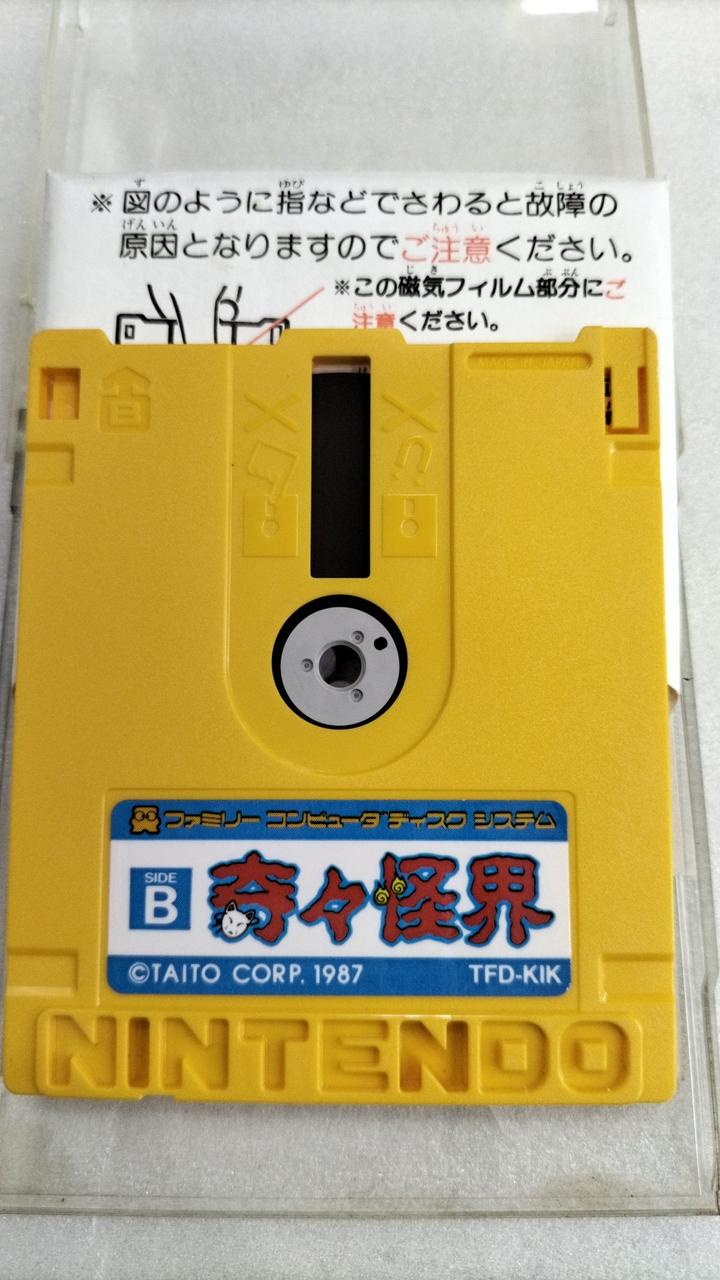 ※図のように指などでさわると故障の
原因となりますのでご注意ください。
※この磁気フィルム部分にご
注意ください。
MADE IN JAPAN
ファミリー コンピュータ ディスク システム
SIDE
B
奇々怪界
©TAITO CORP. 1987
TFD-KIK
NINTENDO